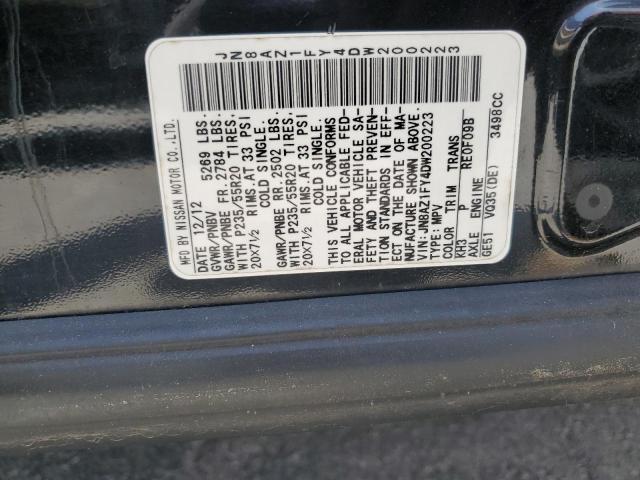 JN8AZ1FY4DW200223
MFD BY NISSAN MOTOR CO.,LTD.
DATE 12/12
GVWR/PNBV 5269 LBS.
GAWR/PNBE FR. 2784 LBS.
WITH P235/55R20 TIRES.
20X7½ RIMS.AT 33 PSI
COLD SINGLE.
GAWR/PNBE RR. 2502 LBS.
WITH P235/55R20 TIRES.
20X7½ RIMS.AT 33 PSI
COLD SINGLE.
THIS VEHICLE CONFORMS
TO ALL APPLICABLE FED-
ERAL MOTOR VEHICLE SA-
FETY AND THEFT PREVEN-
TION STANDARDS IN EFF-
ECT ON THE DATE OF MA-
NUFACTURE SHOWN ABOVE.
VIN:JN8AZ1FY4DW200223
TYPE:MPV
COLOR TRIM TRANS
KH3 P REOF09B
AXLE ENGINE
GE51 VQ35(DE) 3498CC